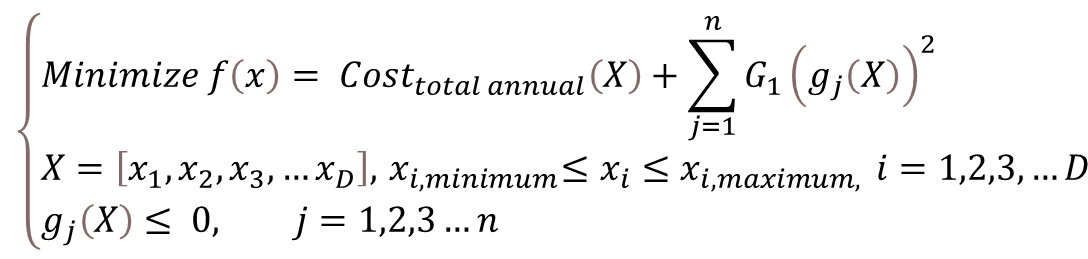 Minimize f(x) = Cost_{total annual}(X) + \sum_{j=1}^{n} G_1 (g_j(X))^2
X = [x_1, x_2, x_3, … x_D], x_{i,minimum} ≤ x_i ≤ x_{i,maximum,} i = 1,2,3, … D
g_j(X) ≤ 0, j = 1,2,3 … n